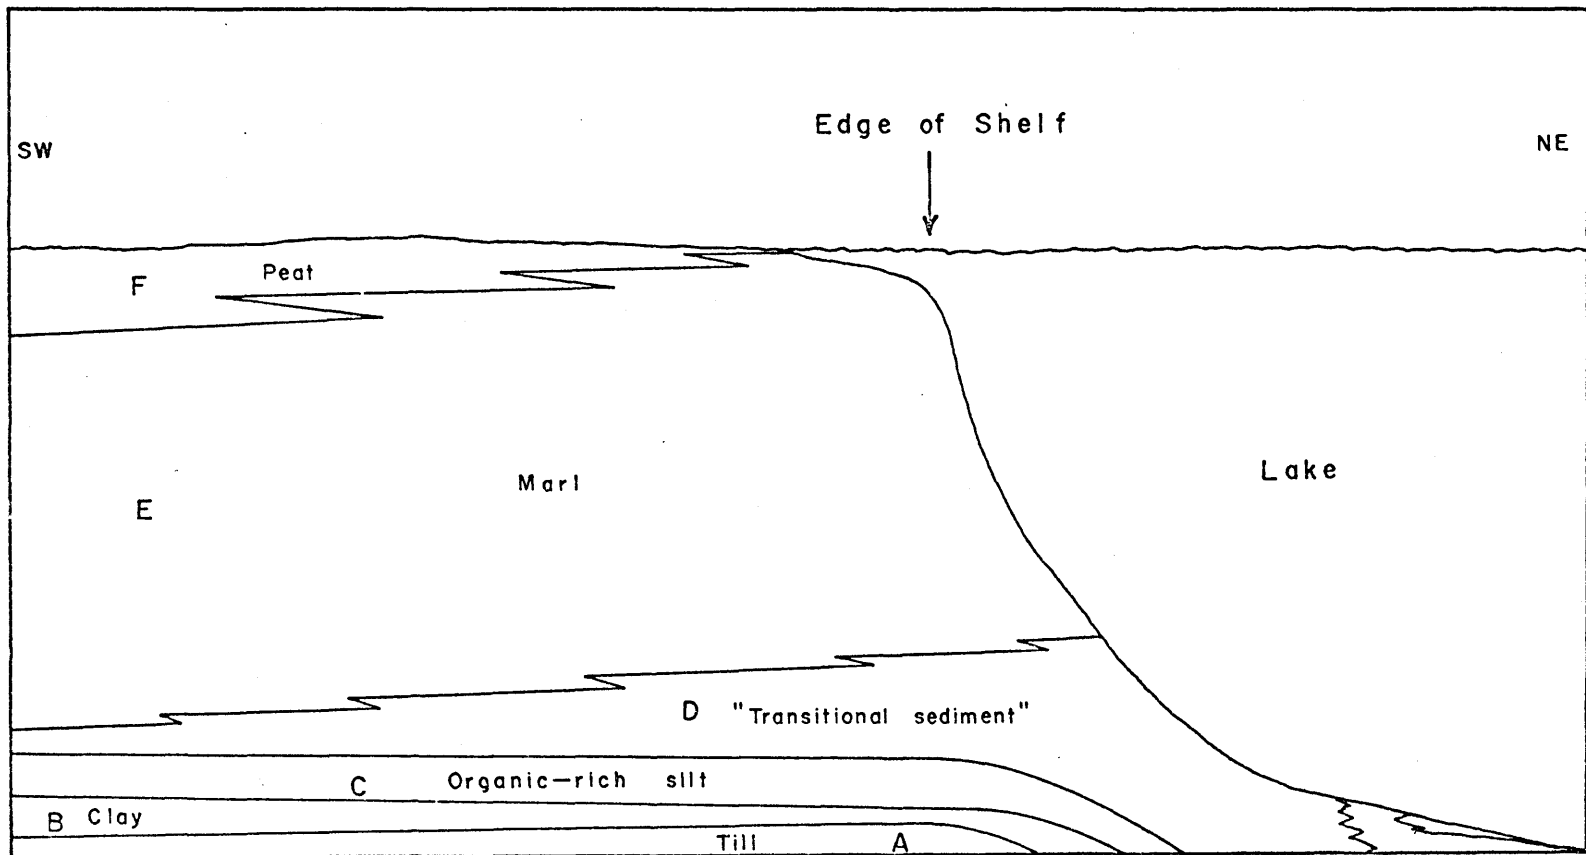 Edge of Shelf
SW
NE
F Peat
Lake
Marl
E
D "Transitional sediment"
C Organic-rich silt
B Clay
Till A